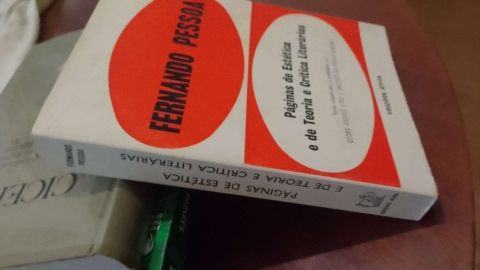 FERNANDO PESSOA
Páginas de Estética
e de Teoria e Crítica Literárias
EDIÇÕES ÁTICA
FERNANDO
PESSOA
PÁGINAS DE ESTÉTICA
E DE TEORIA E CRÍTICA LITERÁRIAS
CICE